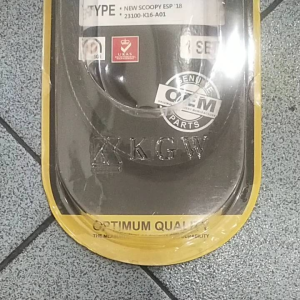 TYPE • NEW SCOOPY ESP '18
• 23100-K16-A01
1 SET
GENUINE
OEM
PARTS
KGW
OPTIMUM QUALITY